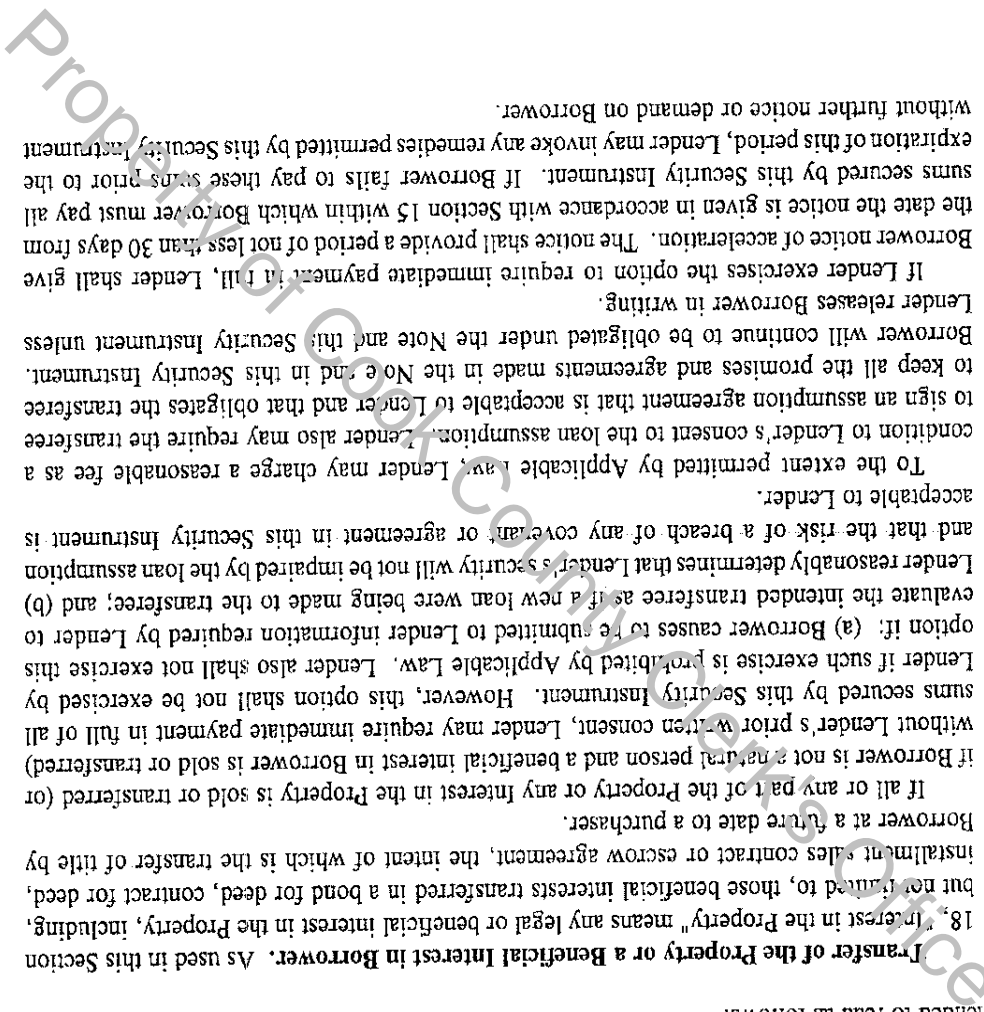 Transfer of the Property or a Beneficial Interest in Borrower. As used in this Section
18, "Interest in the Property" means any legal or beneficial interest in the Property, including,
but not limited to, those beneficial interests transferred in a bond for deed, contract for deed,
installment sales contract or escrow agreement, the intent of which is the transfer of title by
Borrower at a future date to a purchaser.
If all or any part of the Property or any Interest in the Property is sold or transferred (or
if Borrower is not a natural person and a beneficial interest in Borrower is sold or transferred)
without Lender's prior written consent, Lender may require immediate payment in full of all
sums secured by this Security Instrument. However, this option shall not be exercised by
Lender if such exercise is prohibited by Applicable Law. Lender also shall not exercise this
option if: (a) Borrower causes to be submitted to Lender information required by Lender to
evaluate the intended transferee as if a new loan were being made to the transferee; and (b)
Lender reasonably determines that Lender's security will not be impaired by the loan assumption
and that the risk of a breach of any covenant or agreement in this Security Instrument is
acceptable to Lender.
To the extent permitted by Applicable Law, Lender may charge a reasonable fee as a
condition to Lender's consent to the loan assumption. Lender also may require the transferee
to sign an assumption agreement that is acceptable to Lender and that obligates the transferee
to keep all the promises and agreements made in the Note and in this Security Instrument.
Borrower will continue to be obligated under the Note and this Security Instrument unless
Lender releases Borrower in writing.
If Lender exercises the option to require immediate payment in full, Lender shall give
Borrower notice of acceleration. The notice shall provide a period of not less than 30 days from
the date the notice is given in accordance with Section 15 within which Borrower must pay all
sums secured by this Security Instrument. If Borrower fails to pay these sums prior to the
expiration of this period, Lender may invoke any remedies permitted by this Security Instrument
without further notice or demand on Borrower.
Property of Cook County Clerk's Office